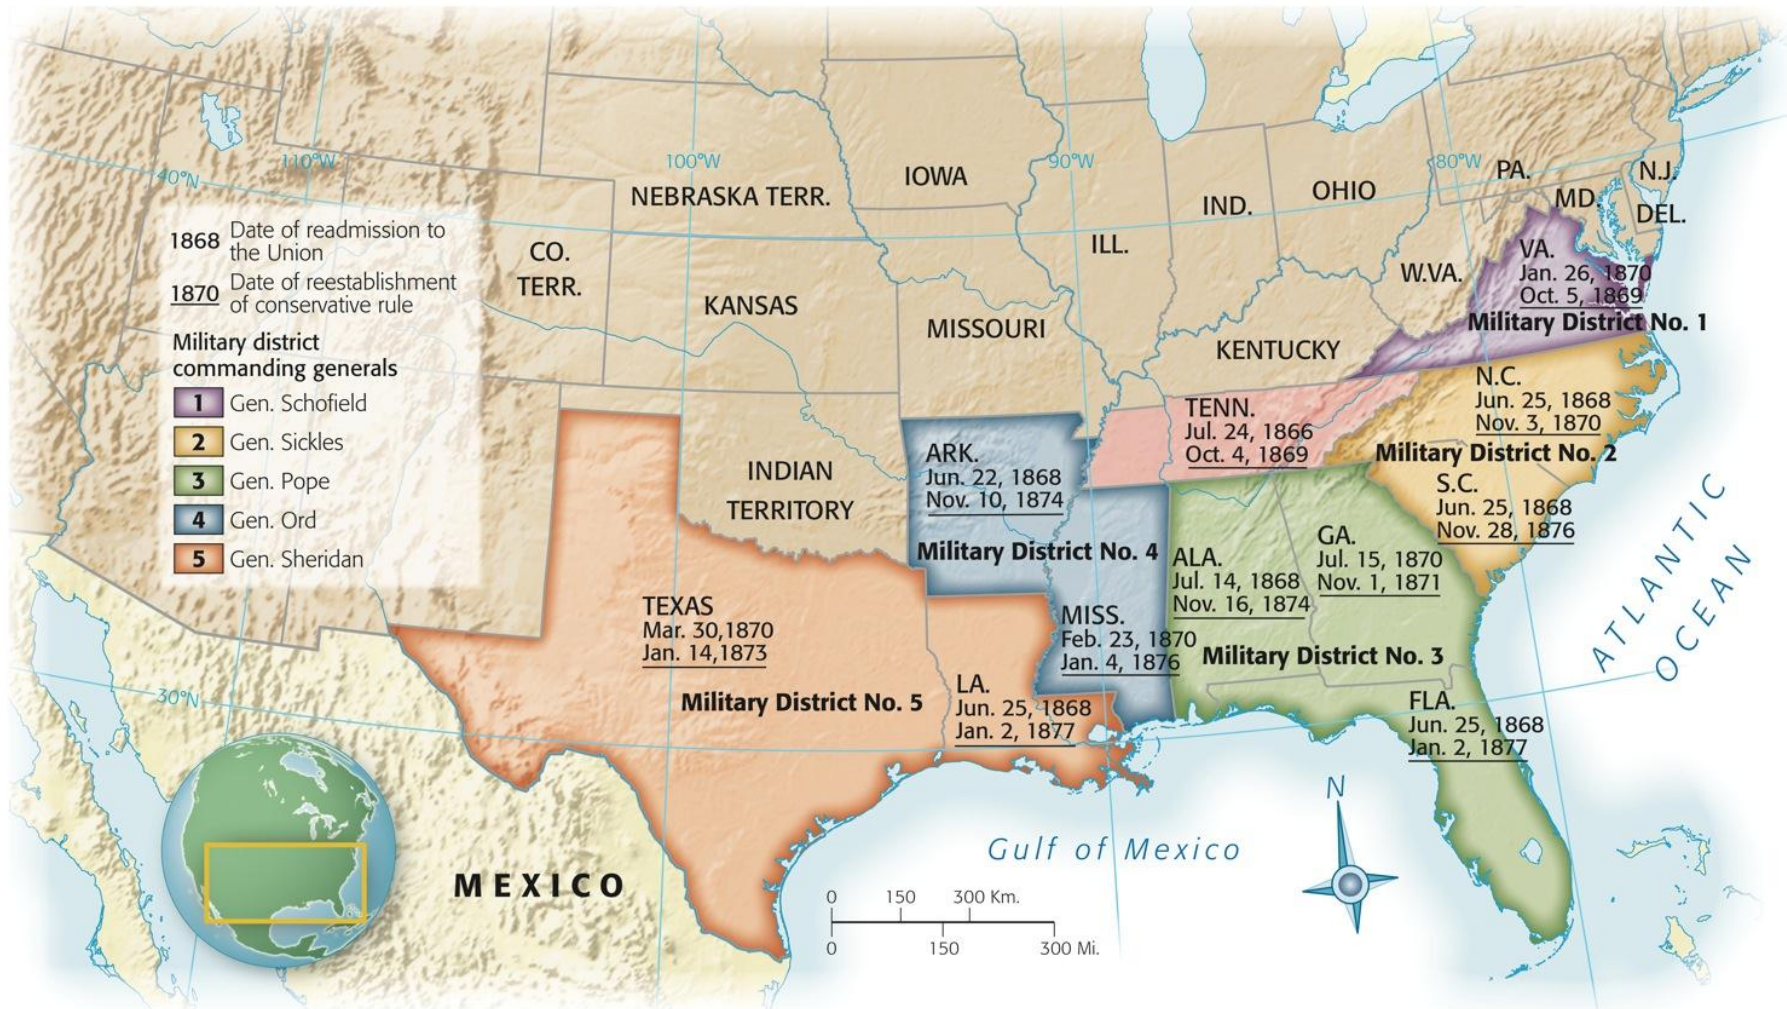 110°W
100°W
90°W
80°W
40°N
30°N
1868 Date of readmission to
the Union
1870 Date of reestablishment
of conservative rule
Military district
commanding generals
1 Gen. Schofield
2 Gen. Sickles
3 Gen. Pope
4 Gen. Ord
5 Gen. Sheridan
NEBRASKA TERR.
IOWA
CO.
TERR.
KANSAS
MISSOURI
ILL.
IND.
OHIO
KENTUCKY
W.VA.
PA.
MD.
N.J.
DEL.
INDIAN
TERRITORY
VA.
Jan. 26, 1870
Oct. 5, 1869
Military District No. 1
N.C.
Jun. 25, 1868
Nov. 3, 1870
Military District No. 2
S.C.
Jun. 25, 1868
Nov. 28, 1876
TENN.
Jul. 24, 1866
Oct. 4, 1869
ARK.
Jun. 22, 1868
Nov. 10, 1874
Military District No. 4
MISS.
Feb. 23, 1870
Jan. 4, 1876
ALA.
Jul. 14, 1868
Nov. 16, 1874
GA.
Jul. 15, 1870
Nov. 1, 1871
Military District No. 3
FLA.
Jun. 25, 1868
Jan. 2, 1877
TEXAS
Mar. 30,1870
Jan. 14,1873
Military District No. 5
LA.
Jun. 25, 1868
Jan. 2, 1877
ATLANTIC
OCEAN
Gulf of Mexico
MEXICO
N
0 150 300 Km.
0 150 300 Mi.